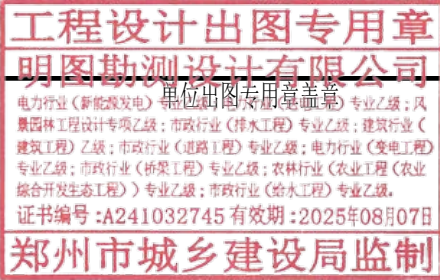 工程设计出图专用章
明图勘测设计有限公司
单位出图专用章盖章
电力行业（新能源发电）专业乙级；
专业乙级；风
景园林工程设计专项乙级；市政行业（排水工程）专业乙级；建筑行业（
建筑工程）乙级；市政行业（道路工程）专业乙级；电力行业（变电工程）
专业乙级；市政行业（桥梁工程）专业乙级；农林行业（农业工程（农业
综合开发生态工程））专业乙级；市政行业（给水工程）专业乙级。
证书编号：A241032745 有效期：2025年08月07日
郑州市城乡建设局监制